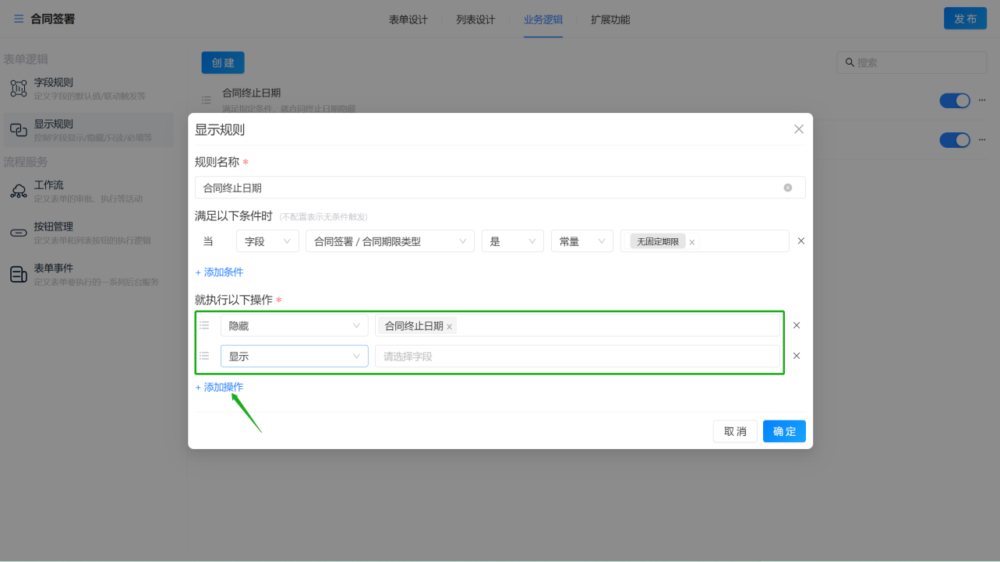 合同签署
表单设计 列表设计 业务逻辑 扩展功能
发布
表单逻辑
字段规则
定义字段的默认值/联动触发等
显示规则
控制字段显示/隐藏/只读/必填等
流程服务
工作流
定义表单的审批、执行等活动
按钮管理
定义表单和列表按钮的执行逻辑
表单事件
定义表单要执行的一系列后台服务
创建
搜索
合同终止日期
满足指定条件，就合同终止日期隐藏
显示规则
规则名称 *
合同终止日期
满足以下条件时 (不配置表示无条件触发)
当 字段 合同签署 / 合同期限类型 是 常量 无固定期限 x
+ 添加条件
就执行以下操作 *
隐藏 合同终止日期 x
显示 请选择字段
+ 添加操作
取消 确定